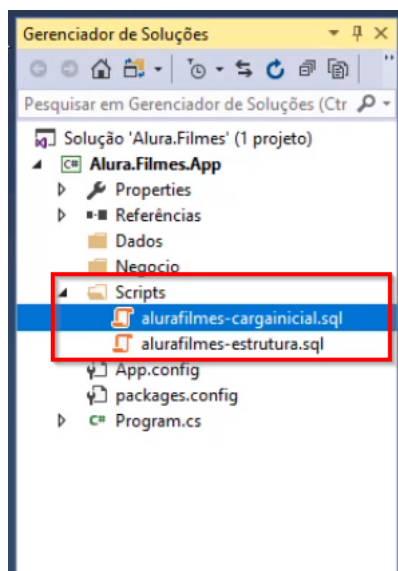 Gerenciador de Soluções
Pesquisar em Gerenciador de Soluções (Ctr
Solução 'Alura.Filmes' (1 projeto)
C# Alura.Filmes.App
Properties
Referências
Dados
Negocio
Scripts
alurafilmes-cargainicial.sql
alurafilmes-estrutura.sql
App.config
packages.config
C# Program.cs